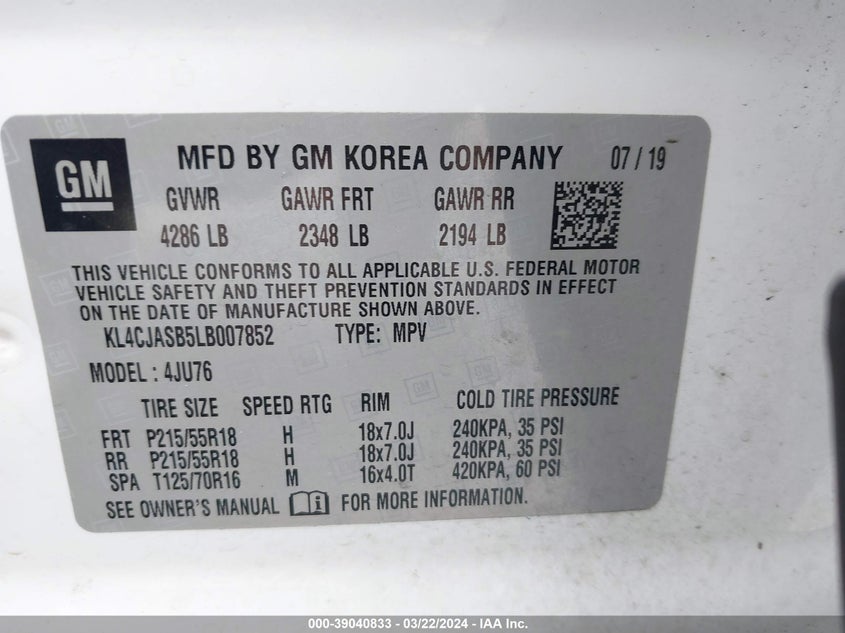 GM
MFD BY GM KOREA COMPANY 07 / 19
GVWR GAWR FRT GAWR RR
4286 LB 2348 LB 2194 LB
THIS VEHICLE CONFORMS TO ALL APPLICABLE U.S. FEDERAL MOTOR
VEHICLE SAFETY AND THEFT PREVENTION STANDARDS IN EFFECT
ON THE DATE OF MANUFACTURE SHOWN ABOVE.
KL4CJASB5LB007852 TYPE: MPV
MODEL : 4JU76
TIRE SIZE SPEED RTG RIM COLD TIRE PRESSURE
FRT P215/55R18 H 18x7.0J 240KPA, 35 PSI
RR P215/55R18 H 18x7.0J 240KPA, 35 PSI
SPA T125/70R16 M 16x4.0T 420KPA, 60 PSI
SEE OWNER'S MANUAL FOR MORE INFORMATION.
000-39040833 - 03/22/2024 - IAA Inc.